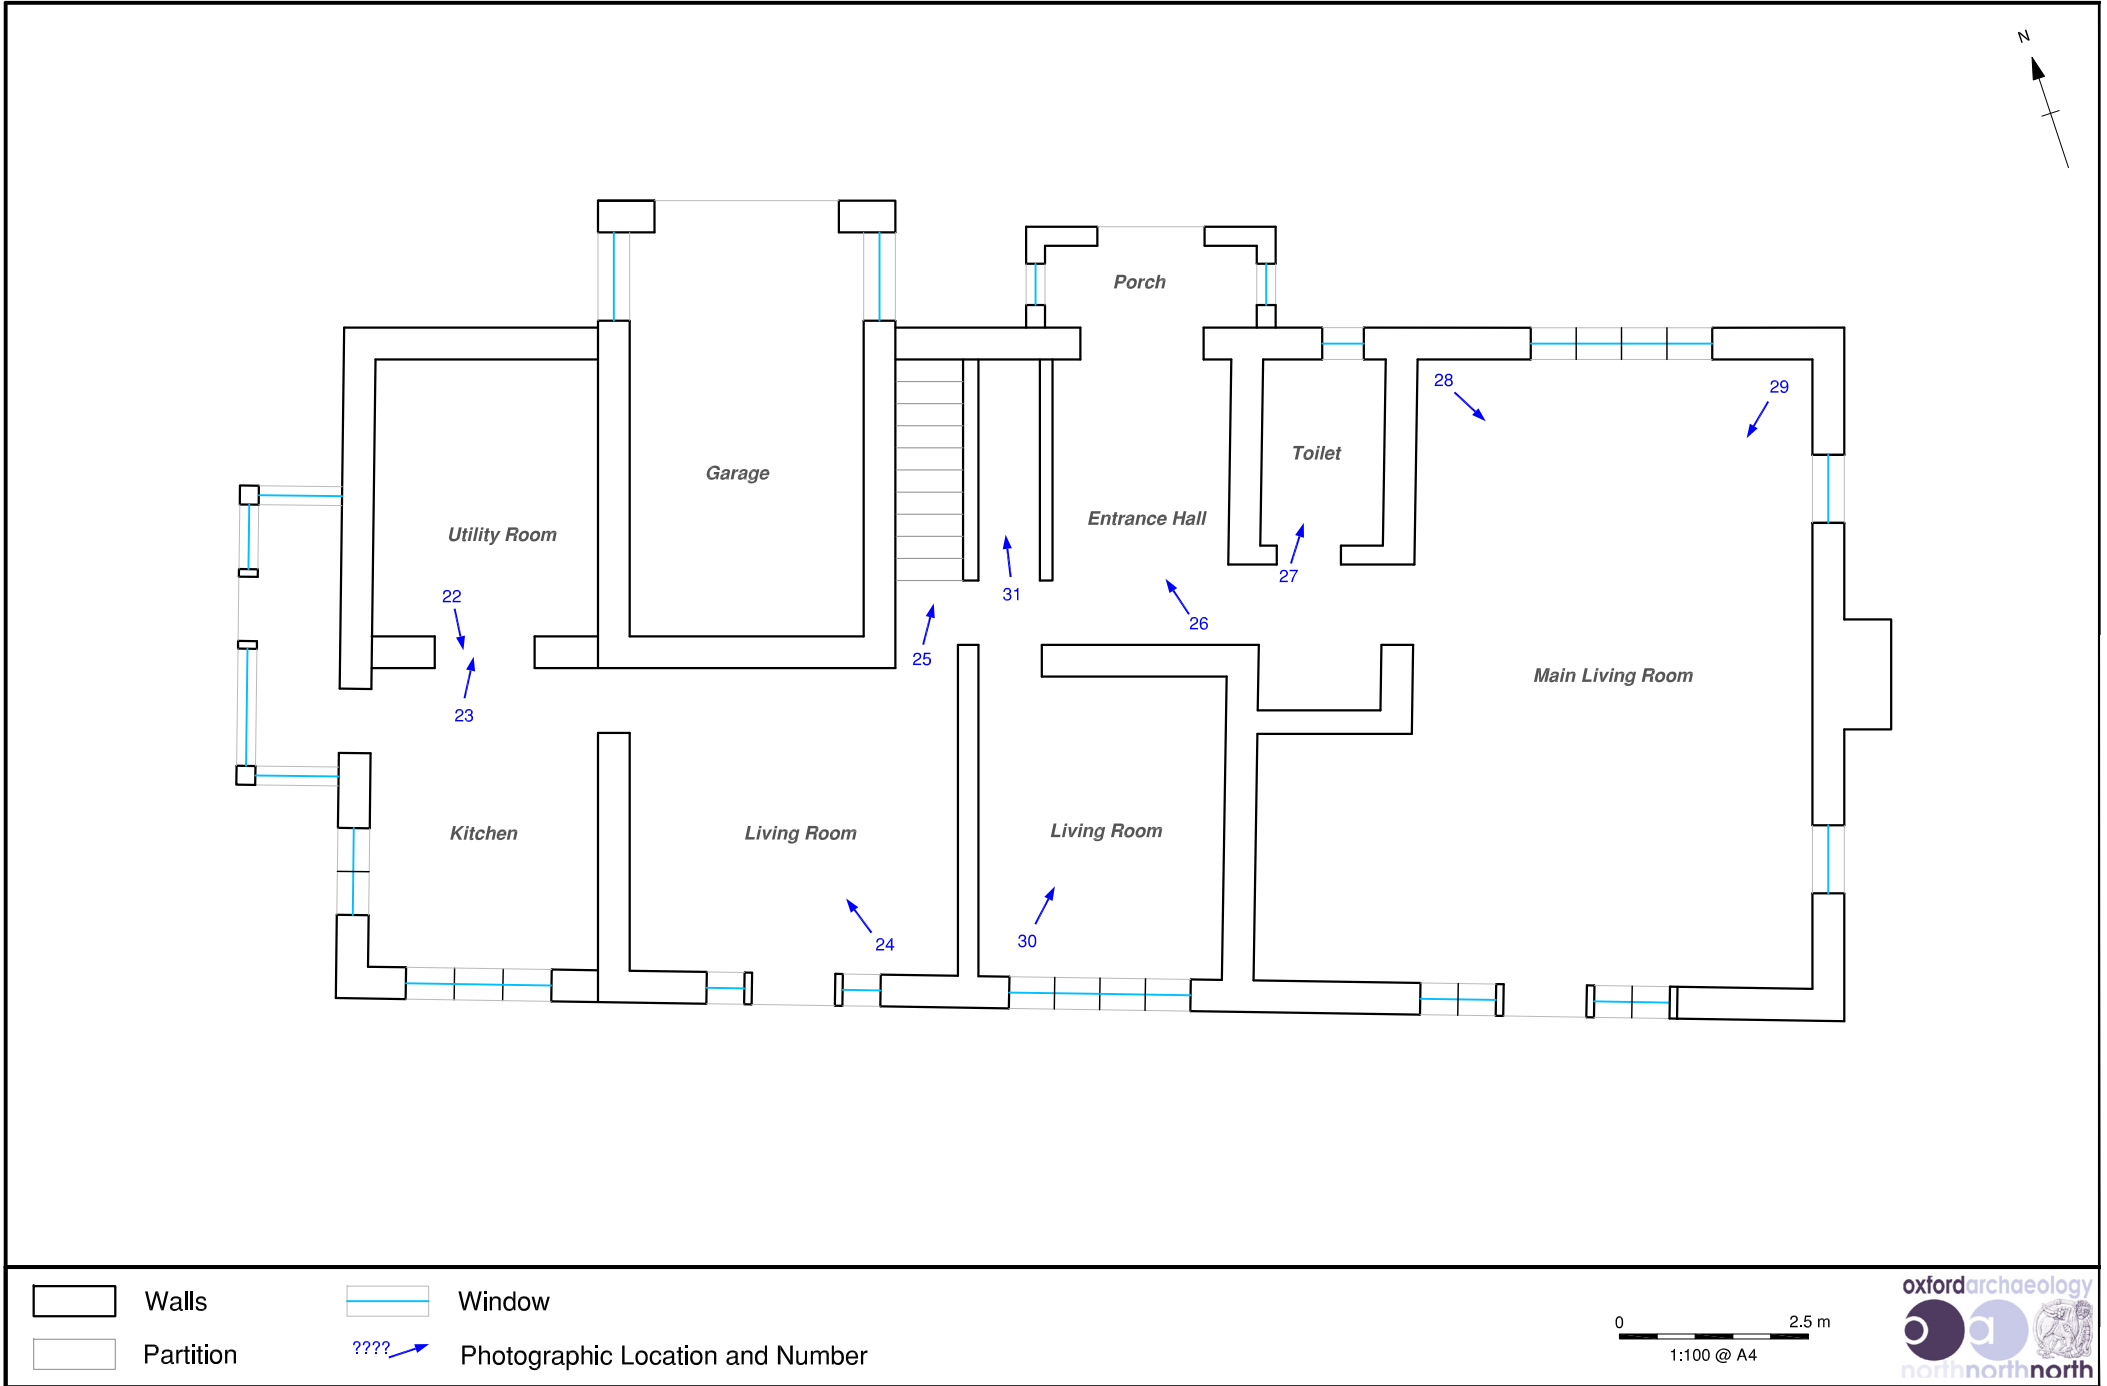 N
Porch
28
29
Toilet
Garage
Entrance Hall
Utility Room
27
22
31
26
25
Main Living Room
23
Living Room
Kitchen
Living Room
30
24
Walls
Window
Partition
???? Photographic Location and Number
0 2.5 m
1:100 @ A4
oxfordarchaeology
oa
northnorthnorth